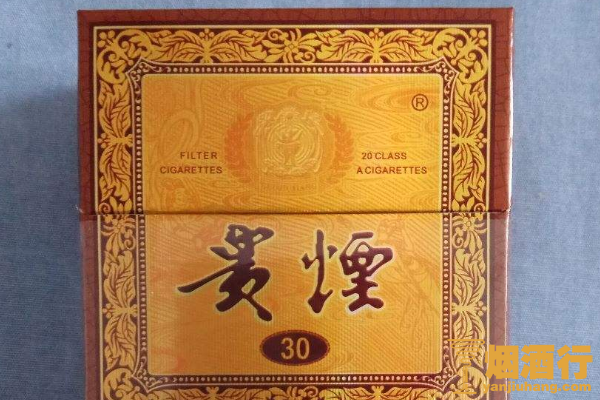 ®
FILTER
CIGARETTES
20 CLASS
A CIGARETTES
贵煙
30
烟酒行
yanjiuhang.com